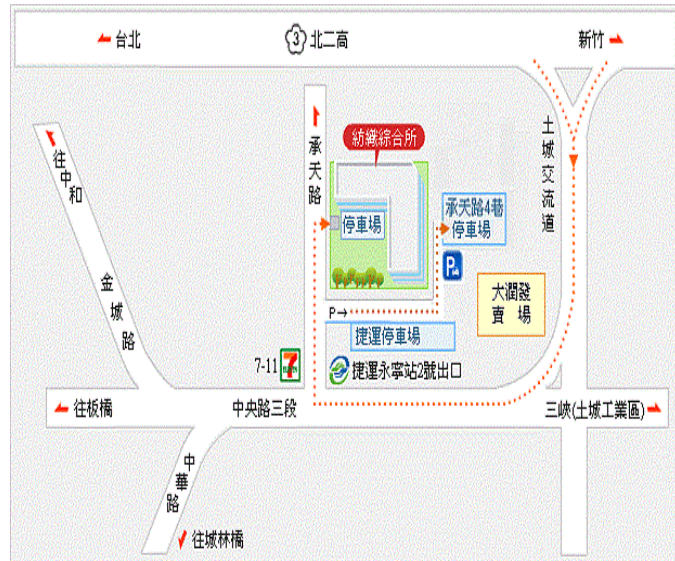 台北
3
北二高
新竹
往中和
承天路
紡織綜合所
土城交流道
停車場
承天路4巷
停車場
P
金城路
大潤發
賣場
P→
捷運停車場
7-11
7
ELEVEN
捷運永寧站2號出口
往板橋
中央路三段
三峽(土城工業區)
中華路
往城林橋